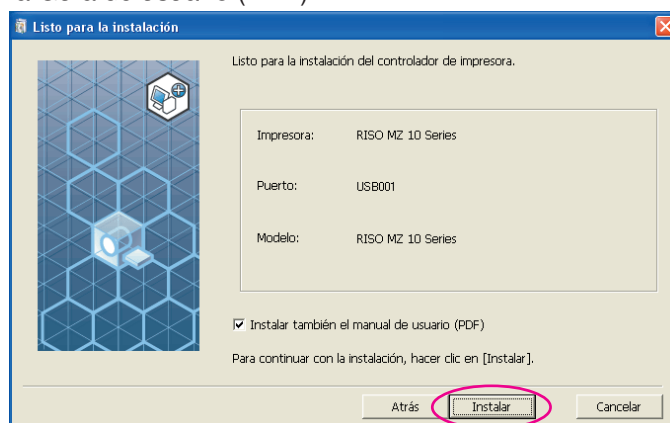 Listo para la instalación
Listo para la instalación del controlador de impresora.
Impresora: RISO MZ 10 Series
Puerto: USB001
Modelo: RISO MZ 10 Series
Instalar también el manual de usuario (PDF)
Para continuar con la instalación, hacer clic en [Instalar].
Atrás Instalar Cancelar